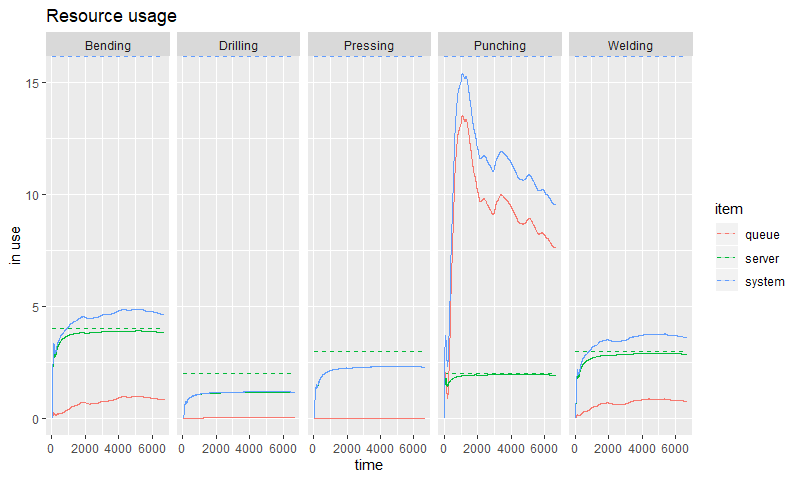 Resource usage
Bending Drilling Pressing Punching Welding
15
10
5
0
in use
0 2000 4000 6000 0 2000 4000 6000 0 2000 4000 6000 0 2000 4000 6000 0 2000 4000 6000
time
item
queue
server
system